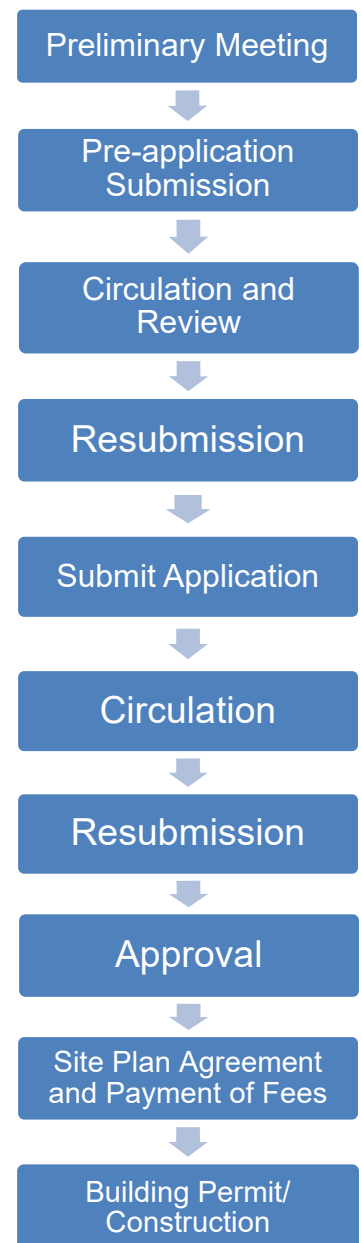 Preliminary Meeting
Pre-application
Submission
Circulation and
Review
Resubmission
Submit Application
Circulation
Resubmission
Approval
Site Plan Agreement
and Payment of Fees
Building Permit/
Construction